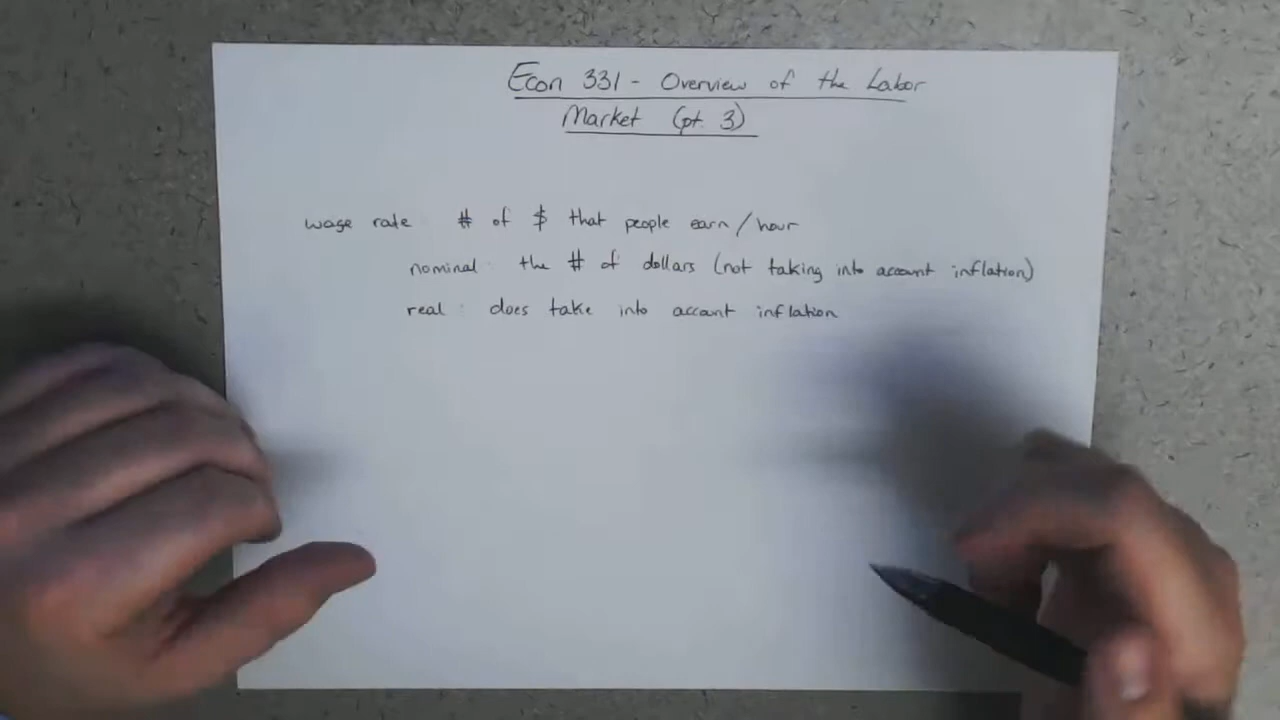 Econ 331 - Overview of the Labor
Market (pt. 3)
wage rate: # of $ that people earn/hour
nominal: the # of dollars (not taking into account inflation)
real: does take into account inflation